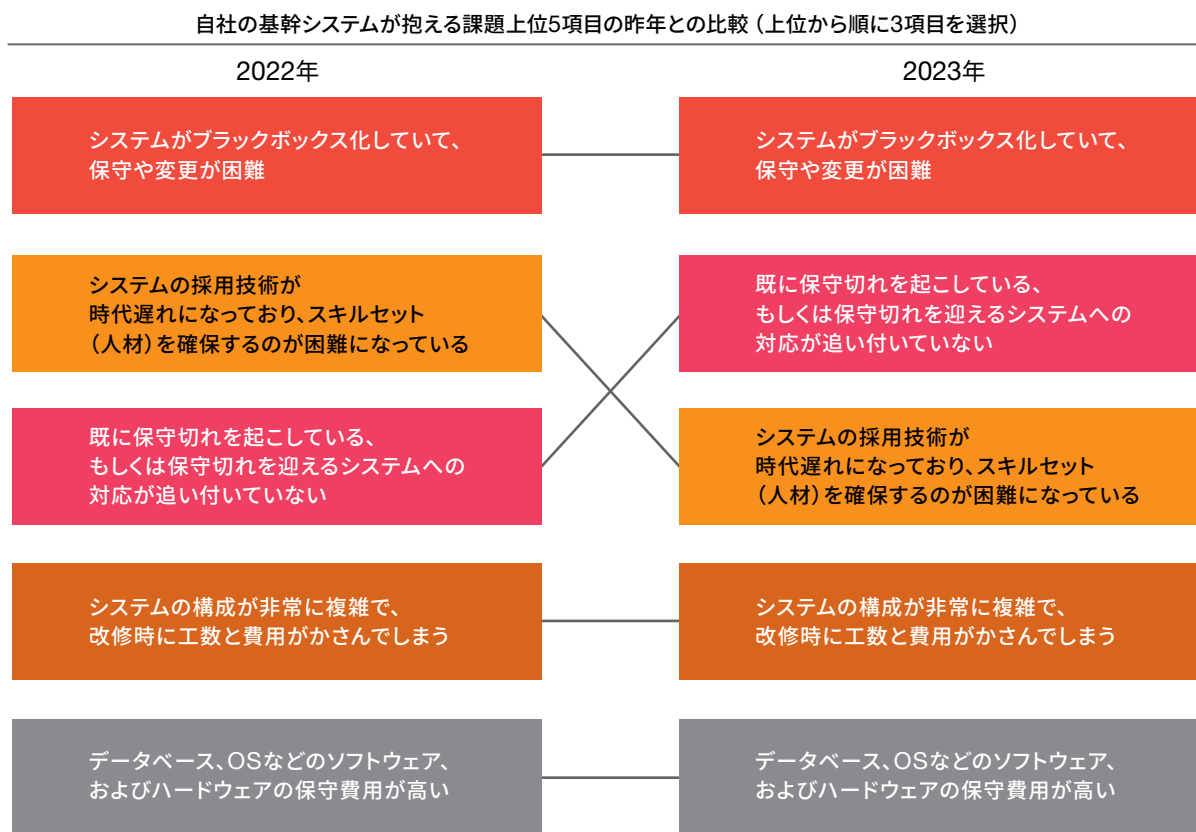 自社の基幹システムが抱える課題上位5項目の昨年との比較（上位から順に3項目を選択）
2022年
2023年
システムがブラックボックス化していて、
保守や変更が困難
システムがブラックボックス化していて、
保守や変更が困難
システムの採用技術が
時代遅れになっており、スキルセット
（人材）を確保するのが困難になっている
既に保守切れを起こしている、
もしくは保守切れを迎えるシステムへの
対応が追い付いていない
既に保守切れを起こしている、
もしくは保守切れを迎えるシステムへの
対応が追い付いていない
システムの採用技術が
時代遅れになっており、スキルセット
（人材）を確保するのが困難になっている
システムの構成が非常に複雑で、
改修時に工数と費用がかさんでしまう
システムの構成が非常に複雑で、
改修時に工数と費用がかさんでしまう
データベース、OSなどのソフトウェア、
およびハードウェアの保守費用が高い
データベース、OSなどのソフトウェア、
およびハードウェアの保守費用が高い